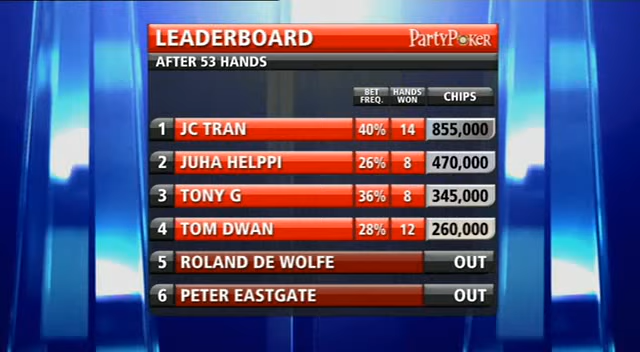 LEADERBOARD PartyPoker
AFTER 53 HANDS
BET FREQ. HANDS WON CHIPS
1 JC TRAN 40% 14 855,000
2 JUHA HELPPI 26% 8 470,000
3 TONY G 36% 8 345,000
4 TOM DWAN 28% 12 260,000
5 ROLAND DE WOLFE OUT
6 PETER EASTGATE OUT